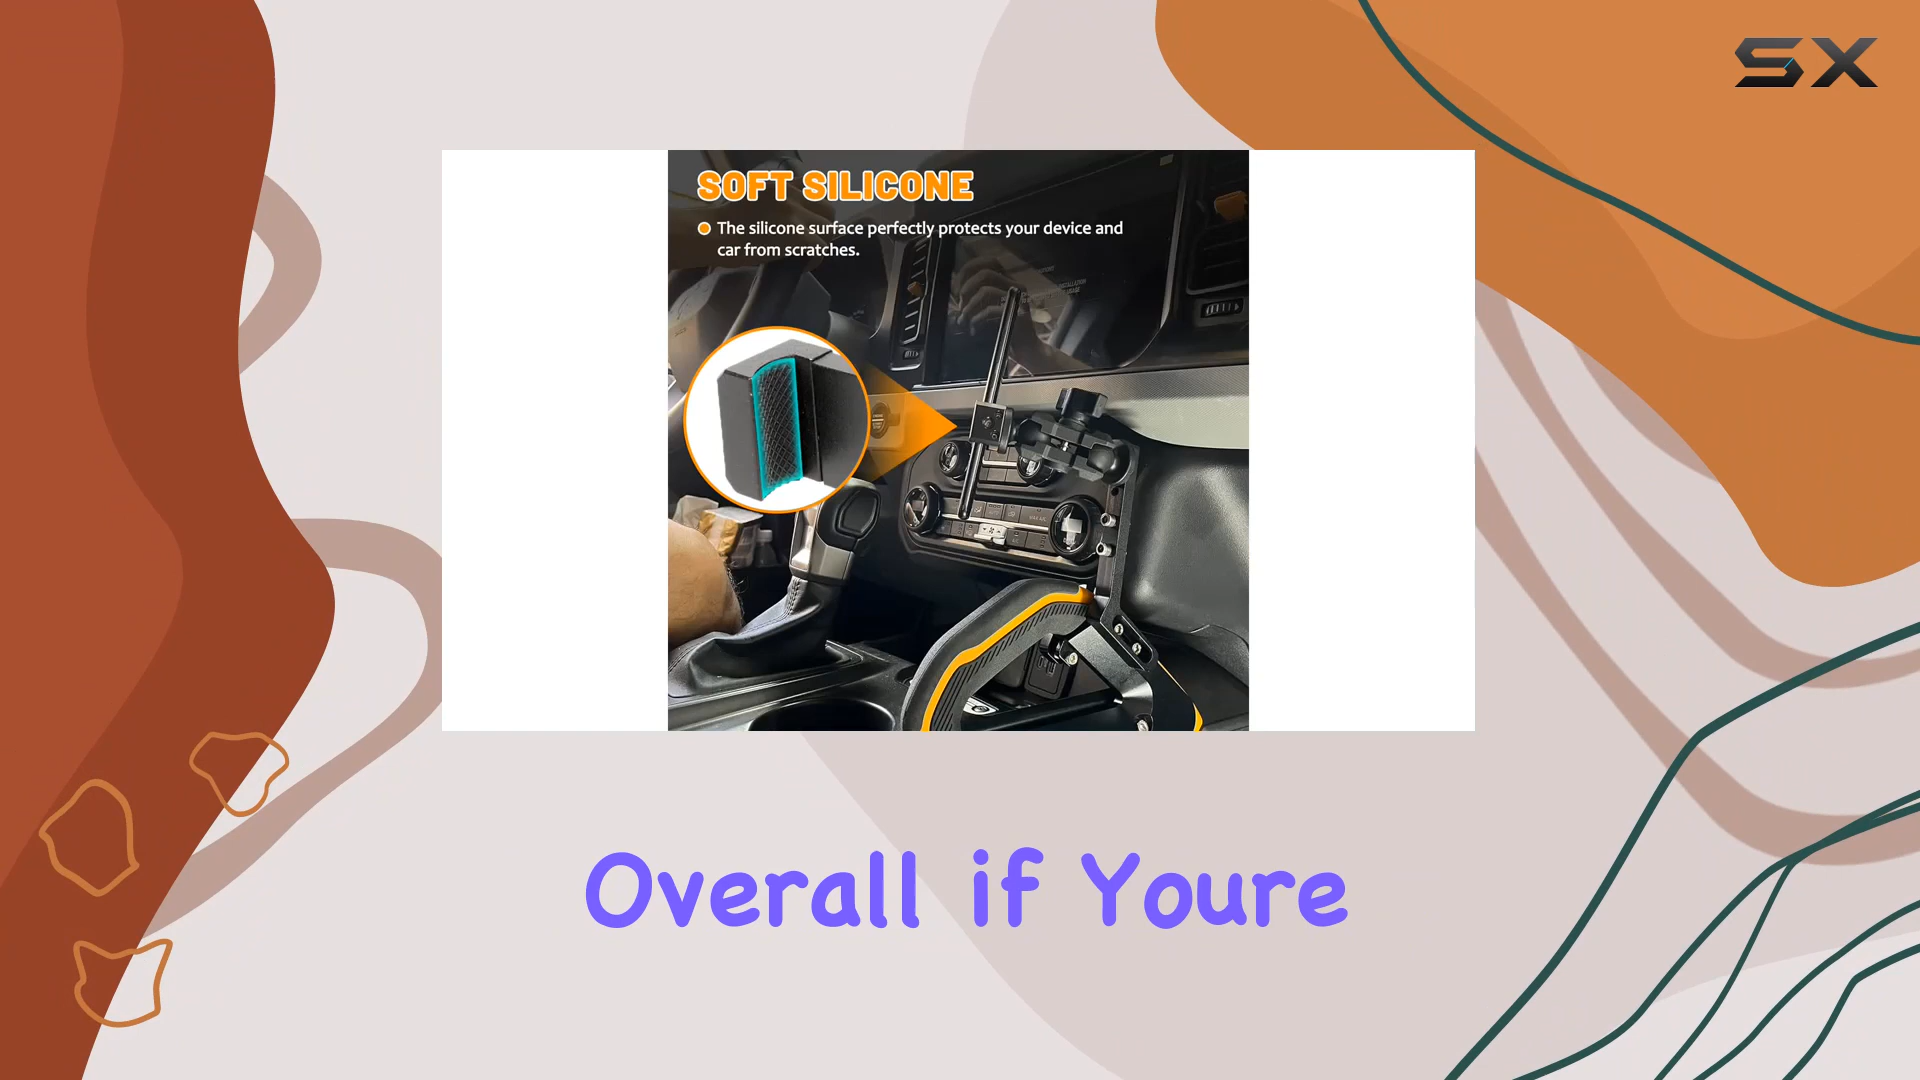 SX
SOFT SILICONE
The silicone surface perfectly protects your device and
car from scratches.
Overall if Youre